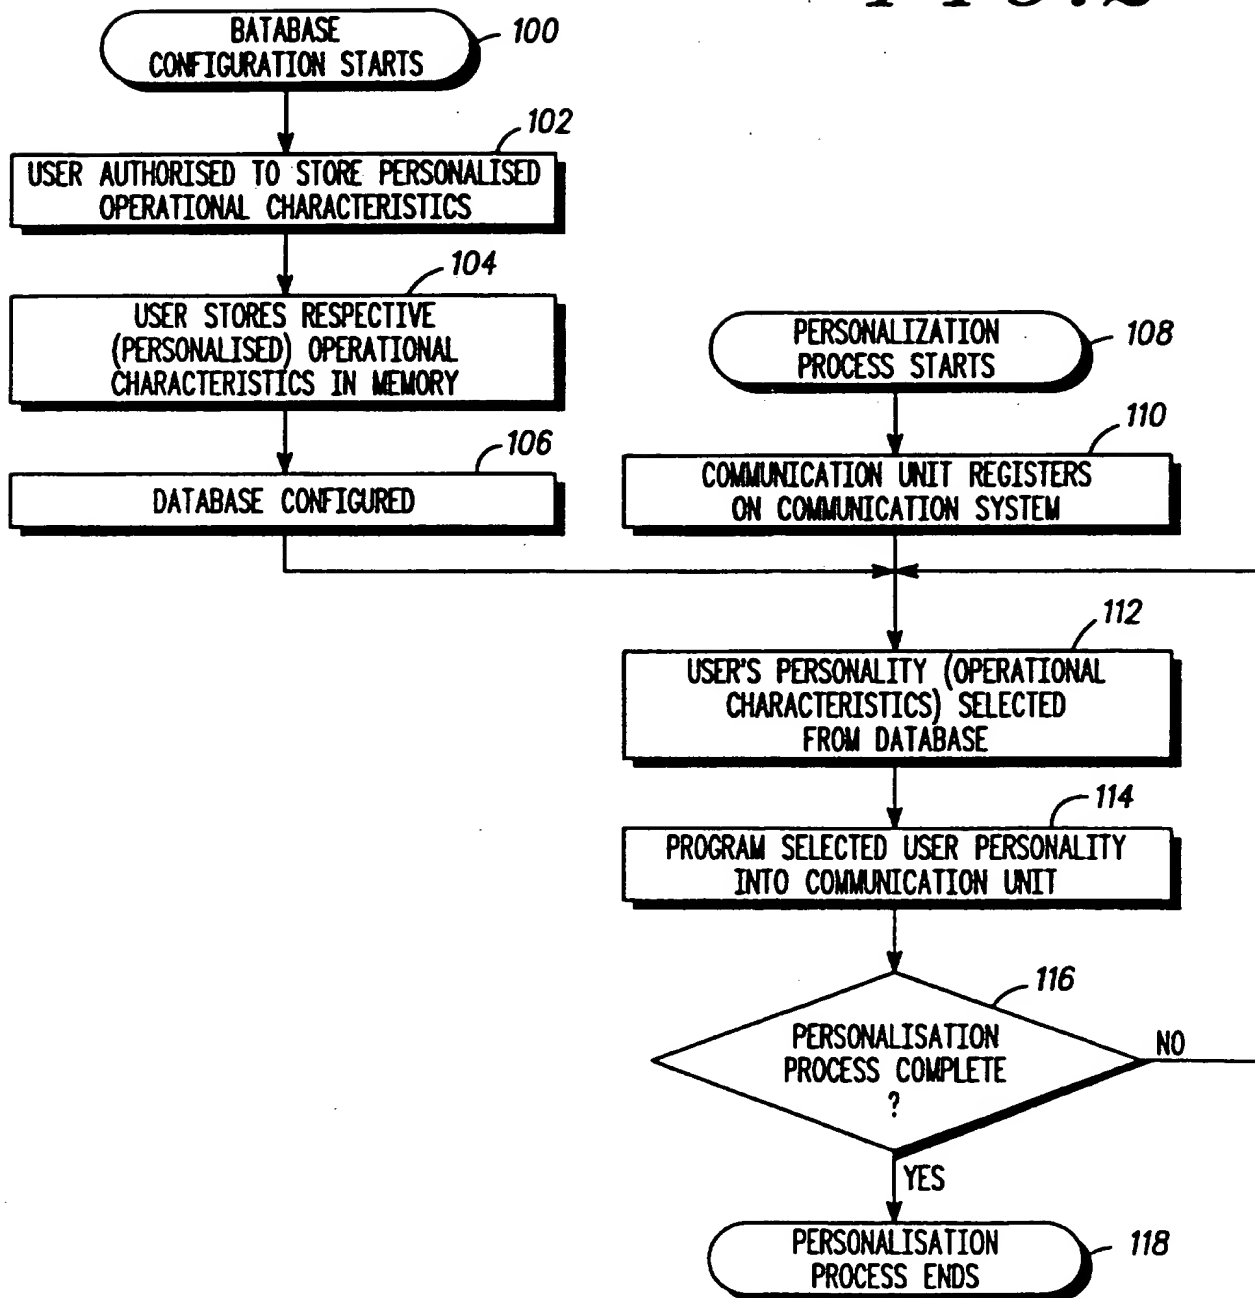 FIG.2
BATABASE
CONFIGURATION STARTS
100
102
USER AUTHORISED TO STORE PERSONALISED
OPERATIONAL CHARACTERISTICS
104
USER STORES RESPECTIVE
(PERSONALISED) OPERATIONAL
CHARACTERISTICS IN MEMORY
106
DATABASE CONFIGURED
PERSONALIZATION
PROCESS STARTS
108
110
COMMUNICATION UNIT REGISTERS
ON COMMUNICATION SYSTEM
112
USER'S PERSONALITY (OPERATIONAL
CHARACTERISTICS) SELECTED
FROM DATABASE
114
PROGRAM SELECTED USER PERSONALITY
INTO COMMUNICATION UNIT
116
PERSONALISATION
PROCESS COMPLETE
?
NO
YES
PERSONALISATION
PROCESS ENDS
118